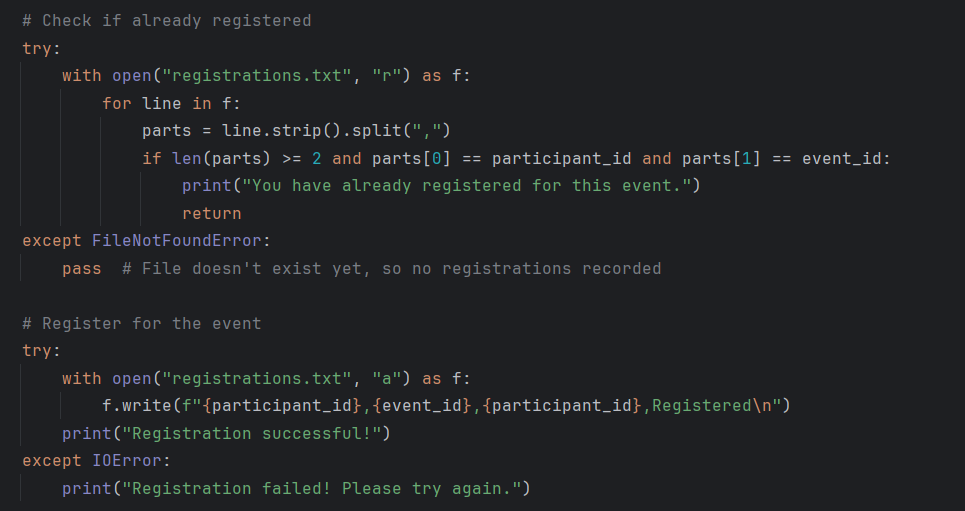 # Check if already registered
try:
    with open("registrations.txt", "r") as f:
        for line in f:
            parts = line.strip().split(",")
            if len(parts) >= 2 and parts[0] == participant_id and parts[1] == event_id:
                print("You have already registered for this event.")
                return
except FileNotFoundError:
    pass  # File doesn't exist yet, so no registrations recorded

# Register for the event
try:
    with open("registrations.txt", "a") as f:
        f.write(f"{participant_id},{event_id},{participant_id},Registered\n")
    print("Registration successful!")
except IOError:
    print("Registration failed! Please try again.")